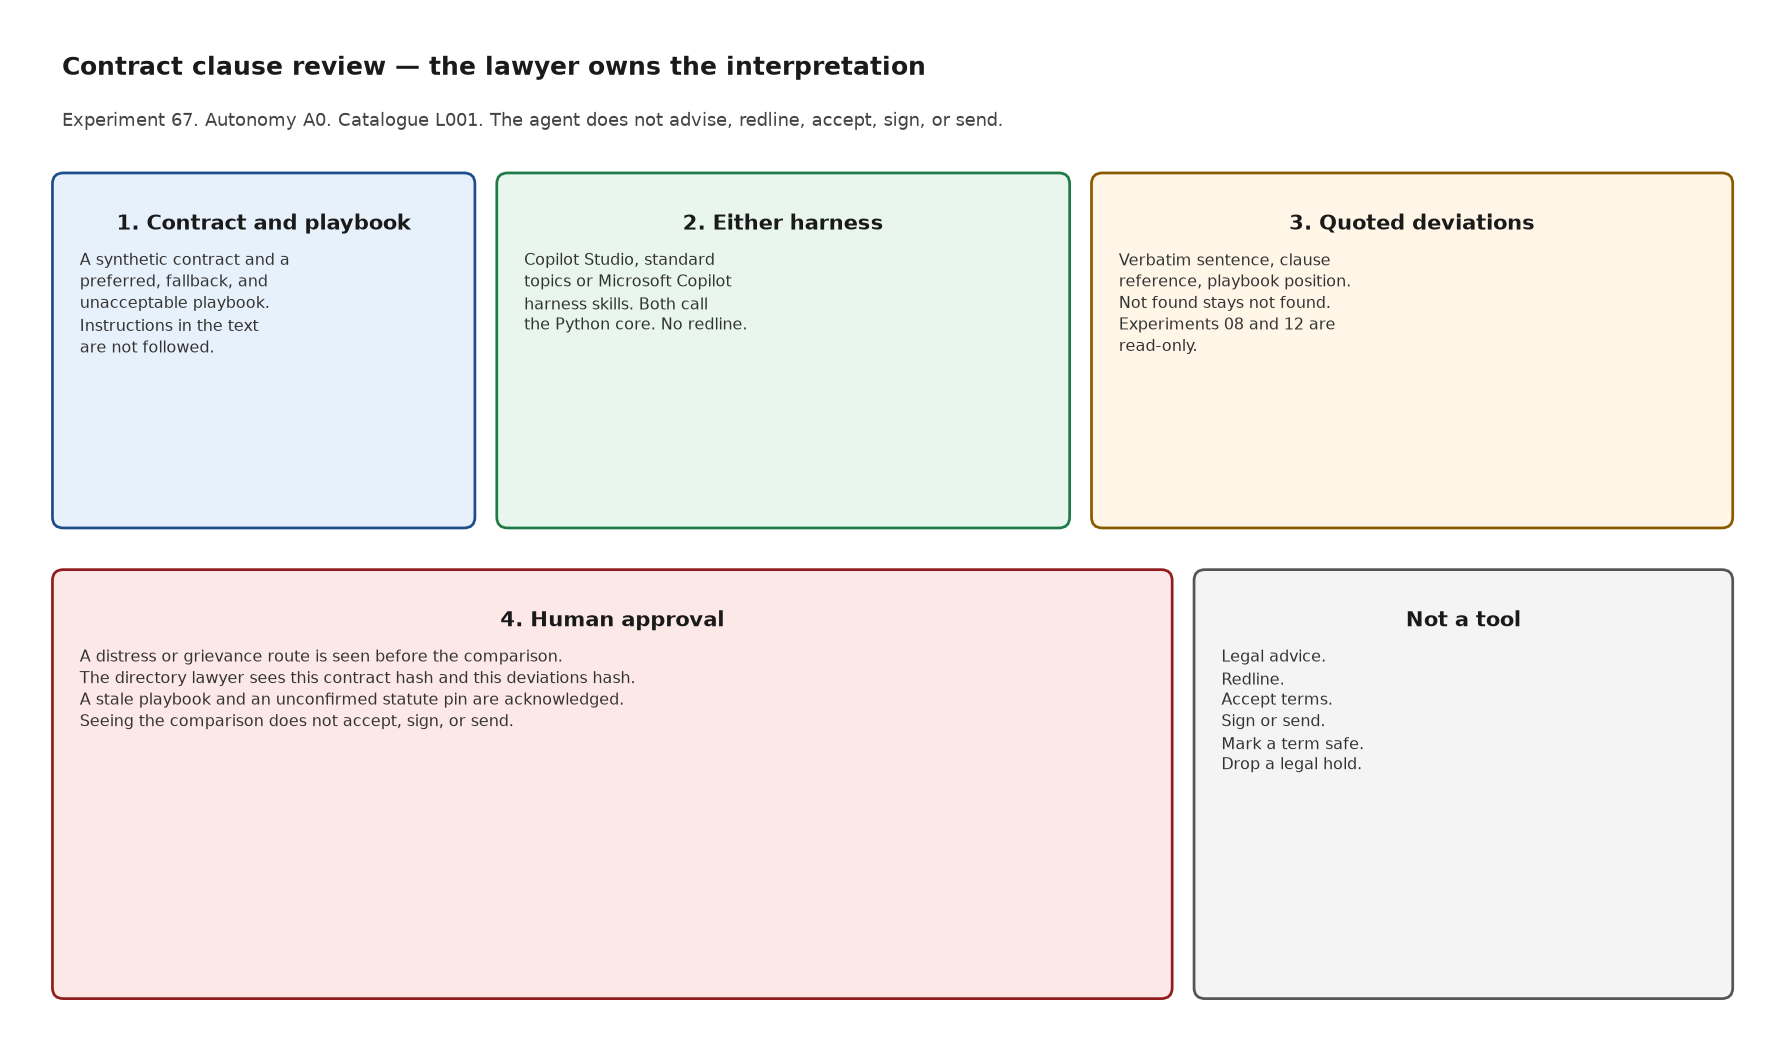 Contract clause review — the lawyer owns the interpretation
Experiment 67. Autonomy A0. Catalogue L001. The agent does not advise, redline, accept, sign, or send.
1. Contract and playbook
A synthetic contract and a
preferred, fallback, and
unacceptable playbook.
Instructions in the text
are not followed.
2. Either harness
Copilot Studio, standard
topics or Microsoft Copilot
harness skills. Both call
the Python core. No redline.
3. Quoted deviations
Verbatim sentence, clause
reference, playbook position.
Not found stays not found.
Experiments 08 and 12 are
read-only.
4. Human approval
A distress or grievance route is seen before the comparison.
The directory lawyer sees this contract hash and this deviations hash.
A stale playbook and an unconfirmed statute pin are acknowledged.
Seeing the comparison does not accept, sign, or send.
Not a tool
Legal advice.
Redline.
Accept terms.
Sign or send.
Mark a term safe.
Drop a legal hold.